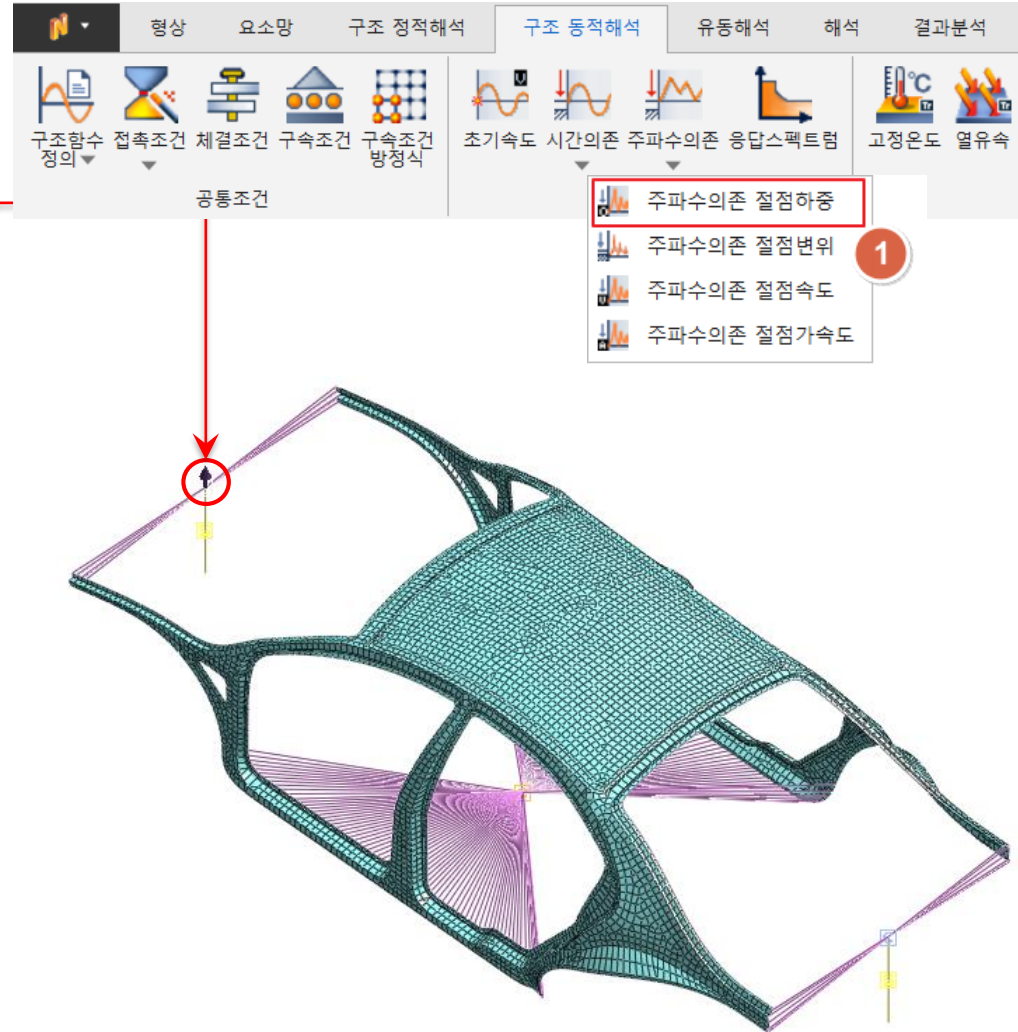 형상 요소망 구조 정적해석 구조 동적해석 유동해석 해석 결과분석
구조함수 정의 접촉조건 체결조건 구속조건 구속조건 방정식 초기속도 시간의존 주파수의존 응답스펙트럼 고정온도 열유속
공통조건
주파수의존 절점하중
주파수의존 절점변위
1
주파수의존 절점속도
주파수의존 절점가속도